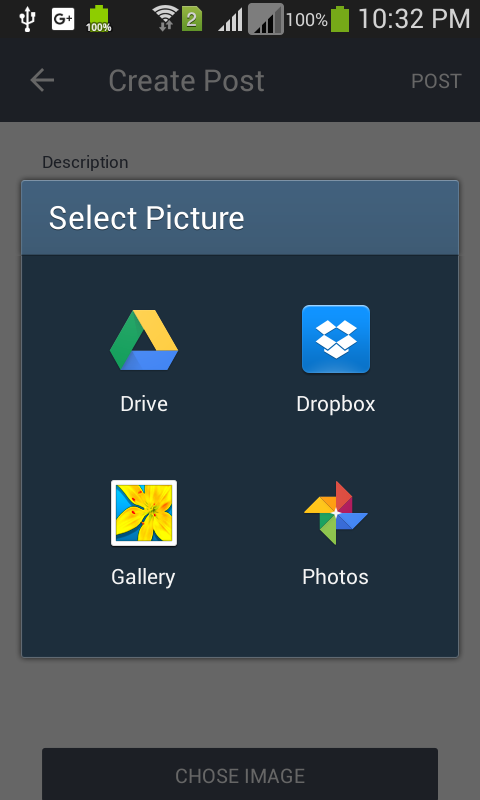 G+ 100% 2 100% 10:32 PM
Create Post POST
Description
Select Picture
Drive Dropbox
Gallery Photos
CHOSE IMAGE